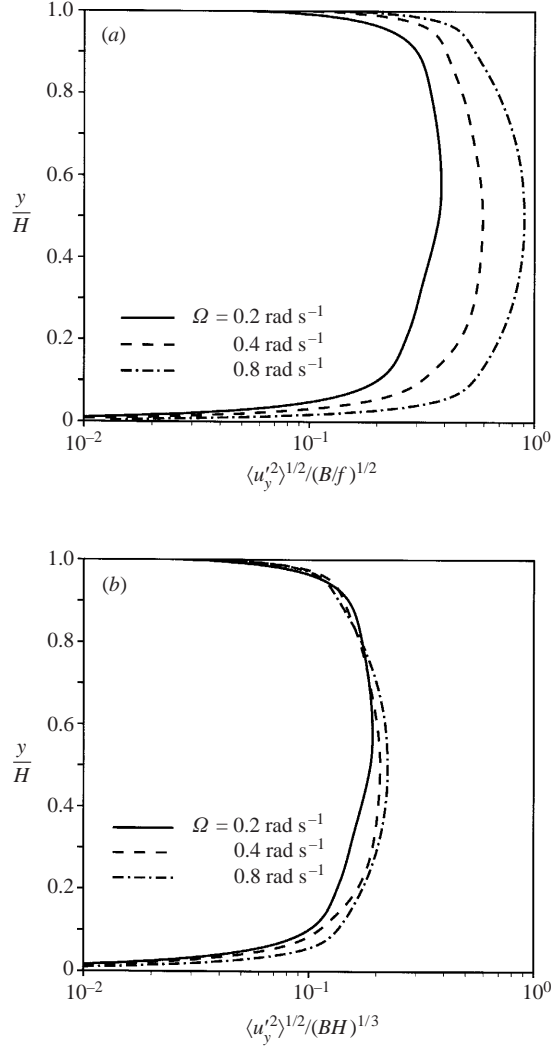 1.0
(a)
0.8
0.6
y/H
0.4
Ω = 0.2 rad s⁻¹
0.4 rad s⁻¹
0.2
0.8 rad s⁻¹
0
10⁻² 10⁻¹ 10⁰
⟨u′y²⟩^1/2/(B/f)^1/2
1.0
(b)
0.8
0.6
y/H
0.4
Ω = 0.2 rad s⁻¹
0.4 rad s⁻¹
0.2
0.8 rad s⁻¹
0
10⁻² 10⁻¹ 10⁰
⟨u′y²⟩^1/2/(BH)^1/3